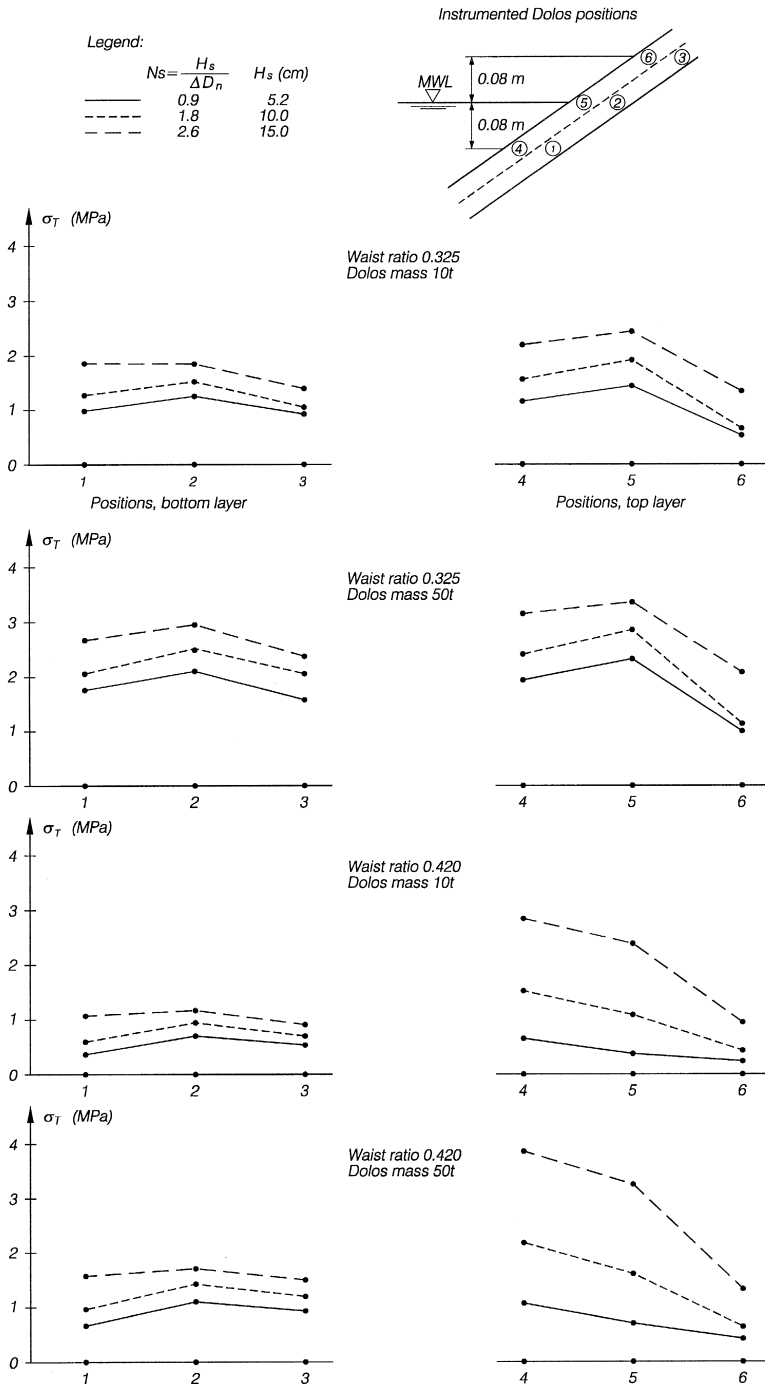 Instrumented Dolos positions
Legend:
Ns= Hs / ΔDn Hs (cm)
0.9 5.2
1.8 10.0
2.6 15.0
MWL
0.08 m
0.08 m
6 3
5 2
4 1
σT (MPa)
Waist ratio 0.325
Dolos mass 10t
4
3
2
1
0
1 2 3 4 5 6
Positions, bottom layer Positions, top layer
σT (MPa)
Waist ratio 0.325
Dolos mass 50t
4
3
2
1
0
1 2 3 4 5 6
σT (MPa)
Waist ratio 0.420
Dolos mass 10t
4
3
2
1
0
1 2 3 4 5 6
σT (MPa)
Waist ratio 0.420
Dolos mass 50t
4
3
2
1
0
1 2 3 4 5 6